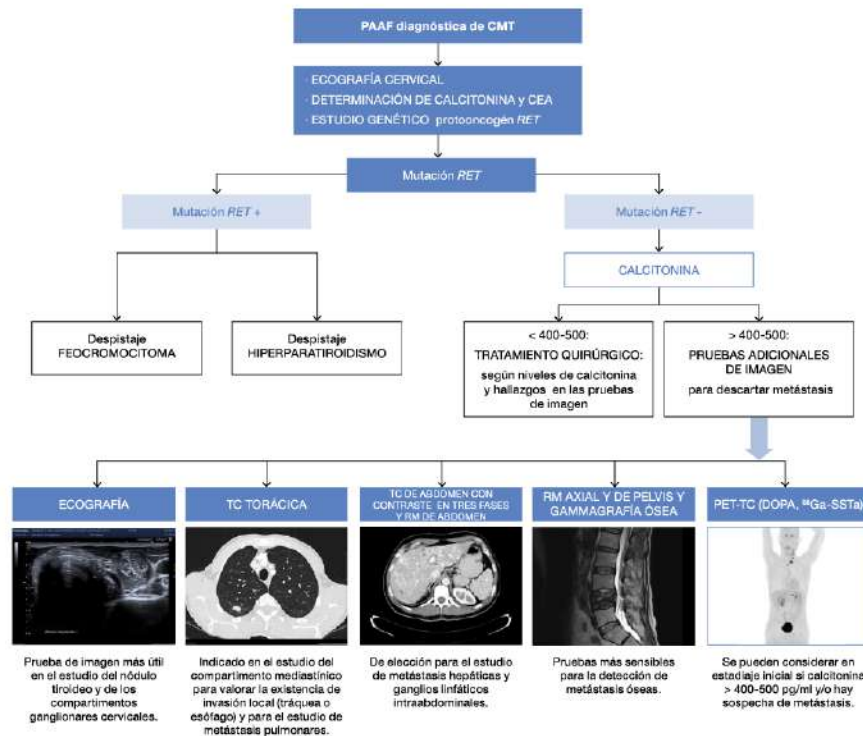 PAAF diagnóstica de CMT
· ECOGRAFÍA CERVICAL
· DETERMINACIÓN DE CALCITONINA y CEA
· ESTUDIO GENÉTICO protooncogén RET
Mutación RET
Mutación RET +
Mutación RET -
CALCITONINA
Despistaje
FEOCROMOCITOMA
Despistaje
HIPERPARATIROIDISMO
< 400-500:
TRATAMIENTO QUIRÚRGICO:
según niveles de calcitonina
y hallazgos en las pruebas
de imagen
> 400-500:
PRUEBAS ADICIONALES
DE IMAGEN
para descartar metástasis
ECOGRAFÍA
TC TORÁCICA
TC DE ABDOMEN CON
CONTRASTE EN TRES FASES
Y RM DE ABDOMEN
RM AXIAL Y DE PELVIS Y
GAMMAGRAFÍA ÓSEA
PET-TC (DOPA, ⁶⁸Ga-SSTa)
Prueba de imagen más útil
en el estudio del nódulo
tiroideo y de los
compartimentos
ganglionares cervicales.
Indicado en el estudio del
compartimento mediastínico
para valorar la existencia de
invasión local (tráquea o
esófago) y para el estudio de
metástasis pulmonares.
De elección para el estudio
de metástasis hepáticas y
ganglios linfáticos
intraabdominales.
Pruebas más sensibles
para la detección de
metástasis óseas.
Se pueden considerar en
estadiaje inicial si calcitonina
> 400-500 pg/ml y/o hay
sospecha de metástasis.